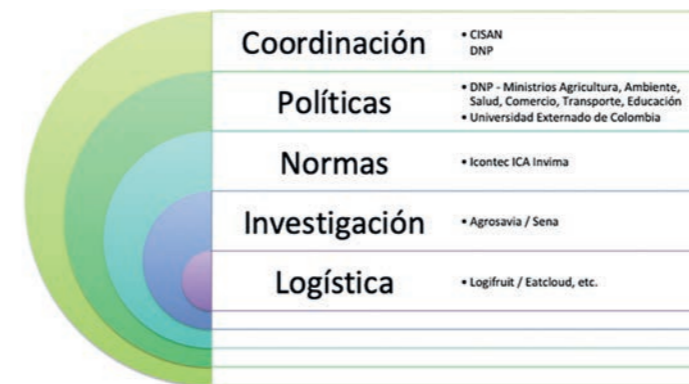 Coordinación
• CISAN
DNP
Políticas
• DNP - Ministrios Agricultura, Ambiente,
Salud, Comercio, Transporte, Educación
• Universidad Externado de Colombia
Normas
• Icontec ICA Invima
Investigación
• Agrosavia / Sena
Logística
• Logifruit / Eatcloud, etc.